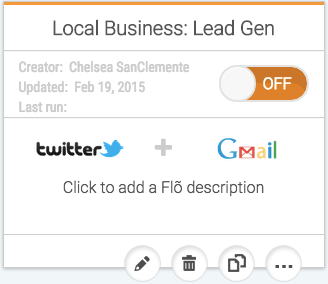 Local Business: Lead Gen
Creator: Chelsea SanClemente
Updated: Feb 19, 2015
Last run:
OFF
twitter + Gmail
Click to add a Flõ description
...